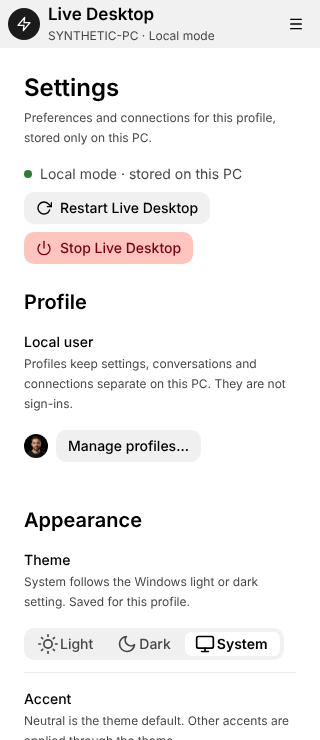 Live Desktop
SYNTHETIC-PC · Local mode
Settings
Preferences and connections for this profile,
stored only on this PC.
Local mode · stored on this PC
Restart Live Desktop
Stop Live Desktop
Profile
Local user
Profiles keep settings, conversations and
connections separate on this PC. They are not
sign-ins.
Manage profiles...
Appearance
Theme
System follows the Windows light or dark
setting. Saved for this profile.
Light Dark System
Accent
Neutral is the theme default. Other accents are
applied through the theme.